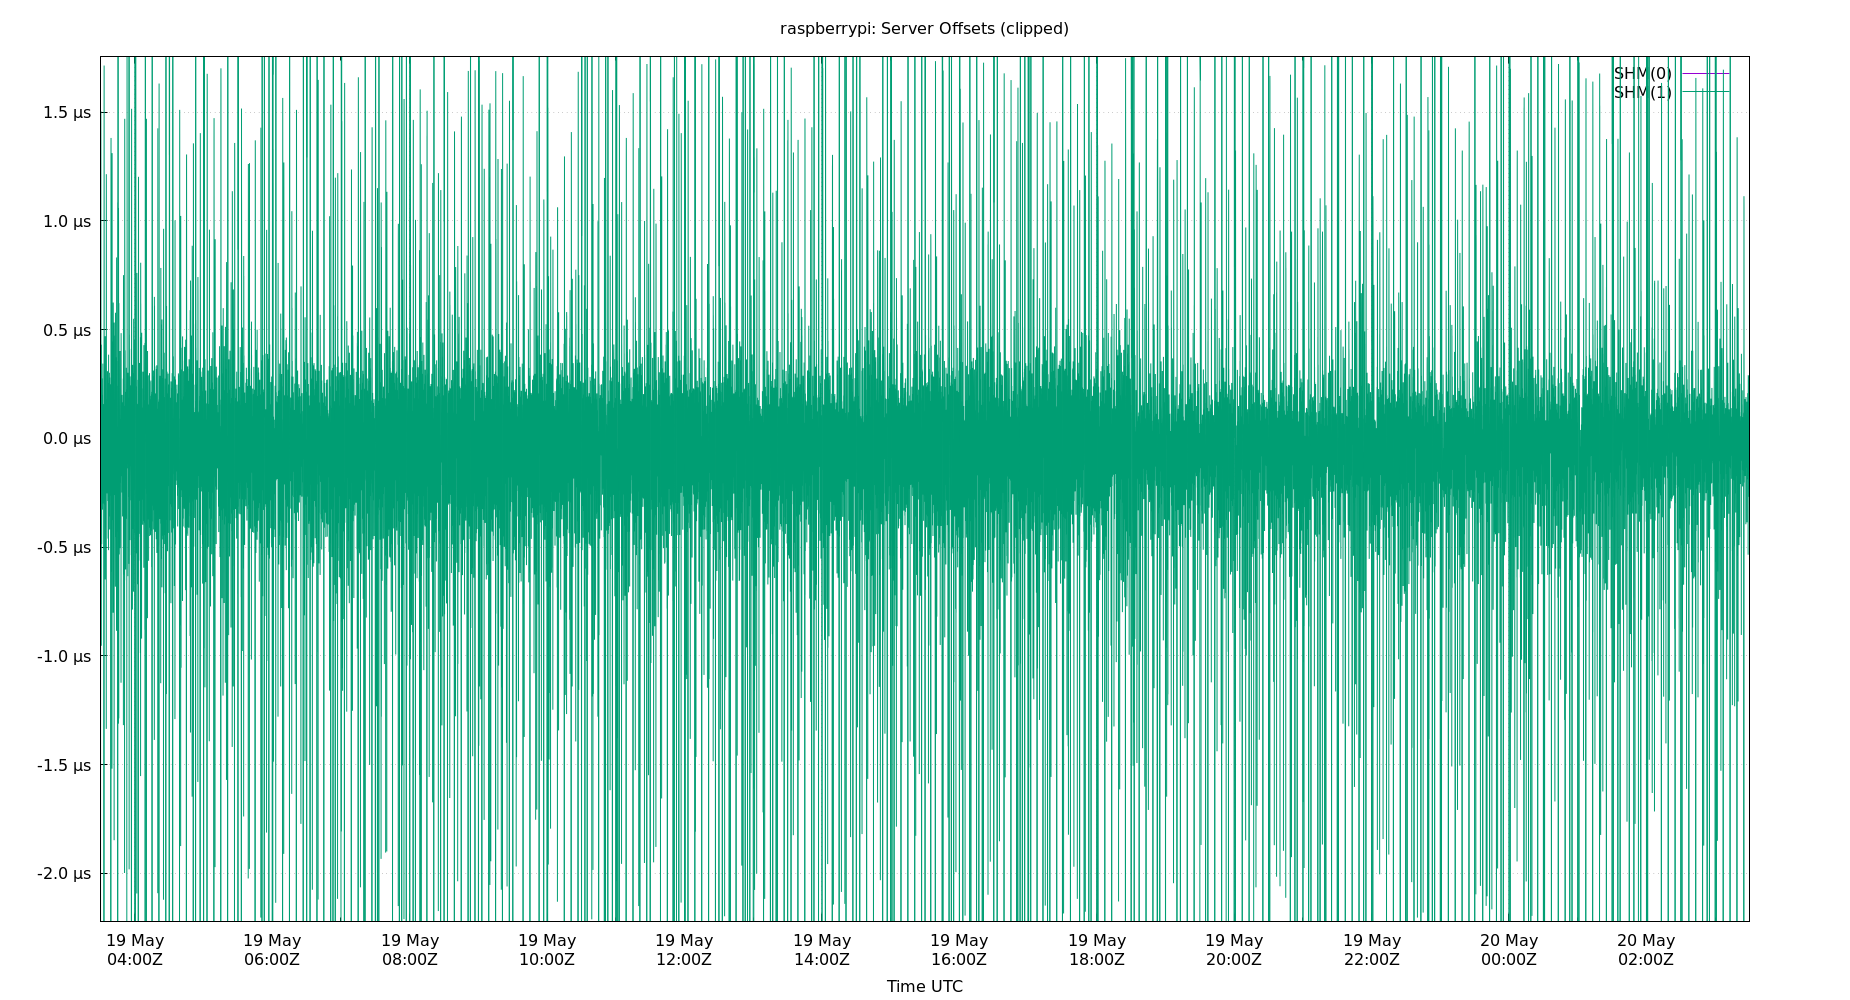 raspberrypi: Server Offsets (clipped)
SHM(0)
SHM(1)
1.5 µs
1.0 µs
0.5 µs
0.0 µs
-0.5 µs
-1.0 µs
-1.5 µs
-2.0 µs
19 May 19 May 19 May 19 May 19 May 19 May 19 May 19 May 19 May 19 May 20 May 20 May
04:00Z 06:00Z 08:00Z 10:00Z 12:00Z 14:00Z 16:00Z 18:00Z 20:00Z 22:00Z 00:00Z 02:00Z
Time UTC